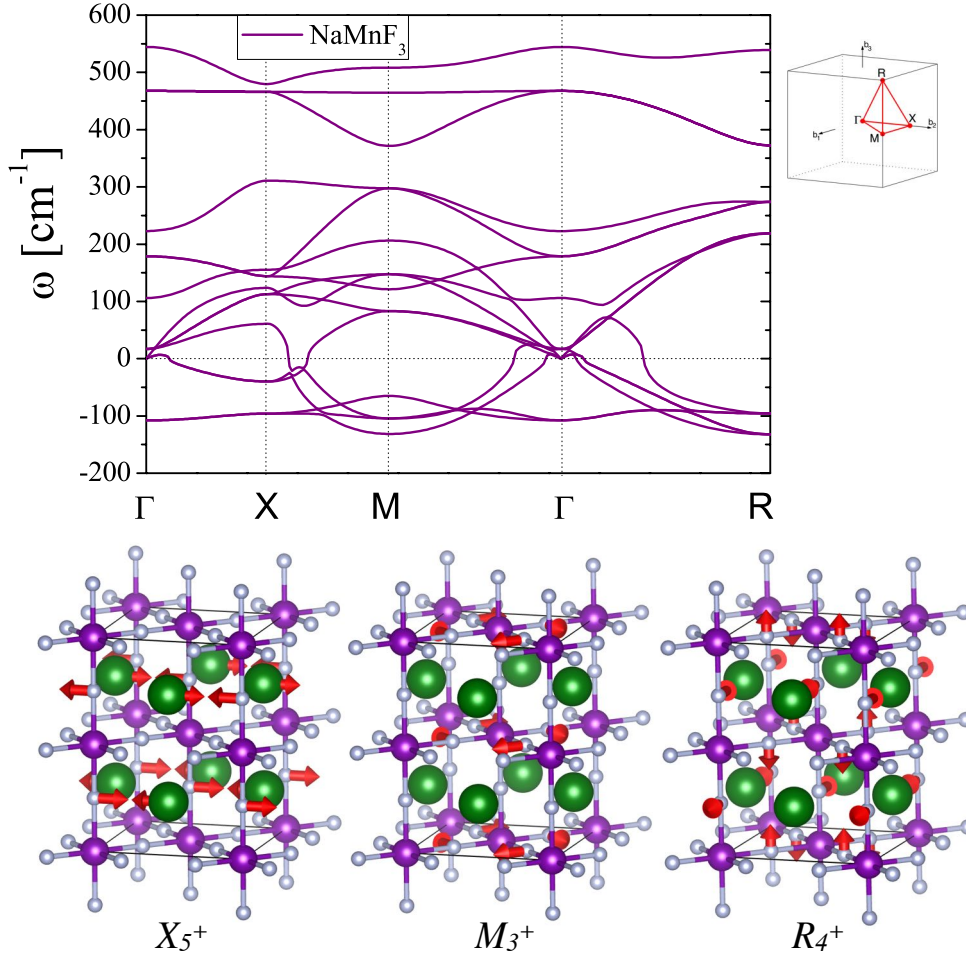 600
NaMnF3
500
400
300
200
100
0
-100
-200
ω [cm-1]
Γ X M Γ R
b3
R
Γ X
b1 b2
M
X5+ M3+ R4+